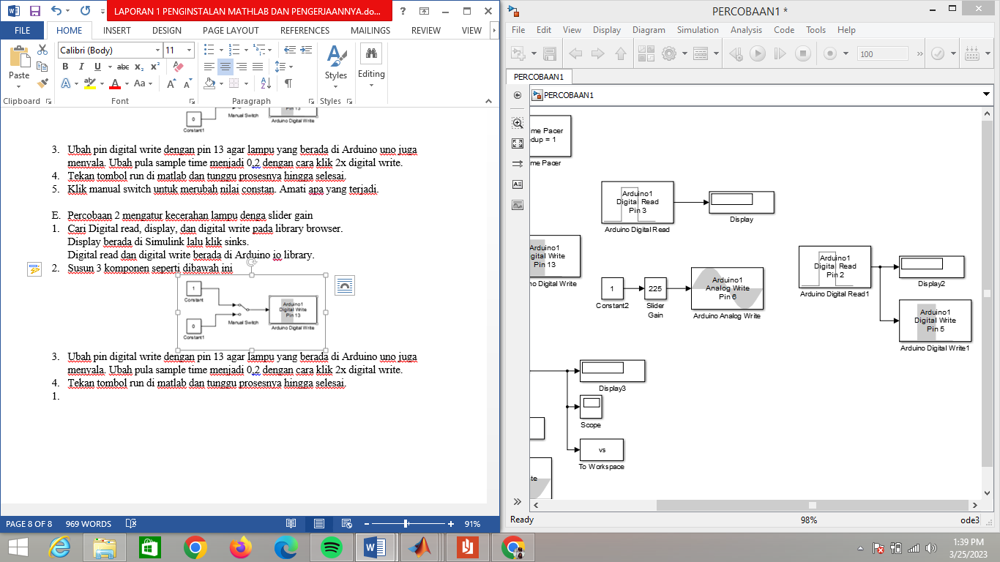 LAPORAN 1 PENGINSTALAN MATHLAB DAN PENGERJAANNYA.do...
FILE HOME INSERT DESIGN PAGE LAYOUT REFERENCES MAILINGS REVIEW VIEW
Paste
Calibri (Body) 11
B I U abc x₂ x²
A ab A Aa A A
Styles
Editing
Clipboard Font Paragraph Styles
0
Constant1
Manual Switch
Pin 13
Arduino Digital Write
3. Ubah pin digital write dengan pin 13 agar lampu yang berada di Arduino uno juga
menyala. Ubah pula sample time menjadi 0,2 dengan cara klik 2x digital write.
4. Tekan tombol run di matlab dan tunggu prosesnya hingga selesai.
5. Klik manual switch untuk merubah nilai constan. Amati apa yang terjadi.
E. Percobaan 2 mengatur kecerahan lampu denga slider gain
1. Cari Digital read, display, dan digital write pada library browser.
Display berada di Simulink lalu klik sinks.
Digital read dan digital write berada di Arduino io library.
2. Susun 3 komponen seperti dibawah ini
1
Constant
0
Constant1
Manual Switch
Arduino1
Digital Write
Pin 13
Arduino Digital Write
3. Ubah pin digital write dengan pin 13 agar lampu yang berada di Arduino uno juga
menyala. Ubah pula sample time menjadi 0,2 dengan cara klik 2x digital write.
4. Tekan tombol run di matlab dan tunggu prosesnya hingga selesai.
1.
PAGE 8 OF 8 969 WORDS 91%
PERCOBAAN1 *
File Edit View Display Diagram Simulation Analysis Code Tools Help
100
PERCOBAAN1
PERCOBAAN1
me Pacer
edup = 1
me Pacer
Arduino1
Digital Read
Pin 3
Arduino Digital Read
Display
Arduino1
igital Write
Pin 13
no Digital Write
1
Constant2
225
Slider
Gain
Arduino1
Analog Write
Pin 6
Arduino Analog Write
Arduino1
Digital Read
Pin 2
Arduino Digital Read1
Display2
Arduino1
Digital Write
Pin 5
Arduino Digital Write1
Display3
Scope
vs
To Workspace
te
Ready 98% ode3
1:39 PM
3/25/2023